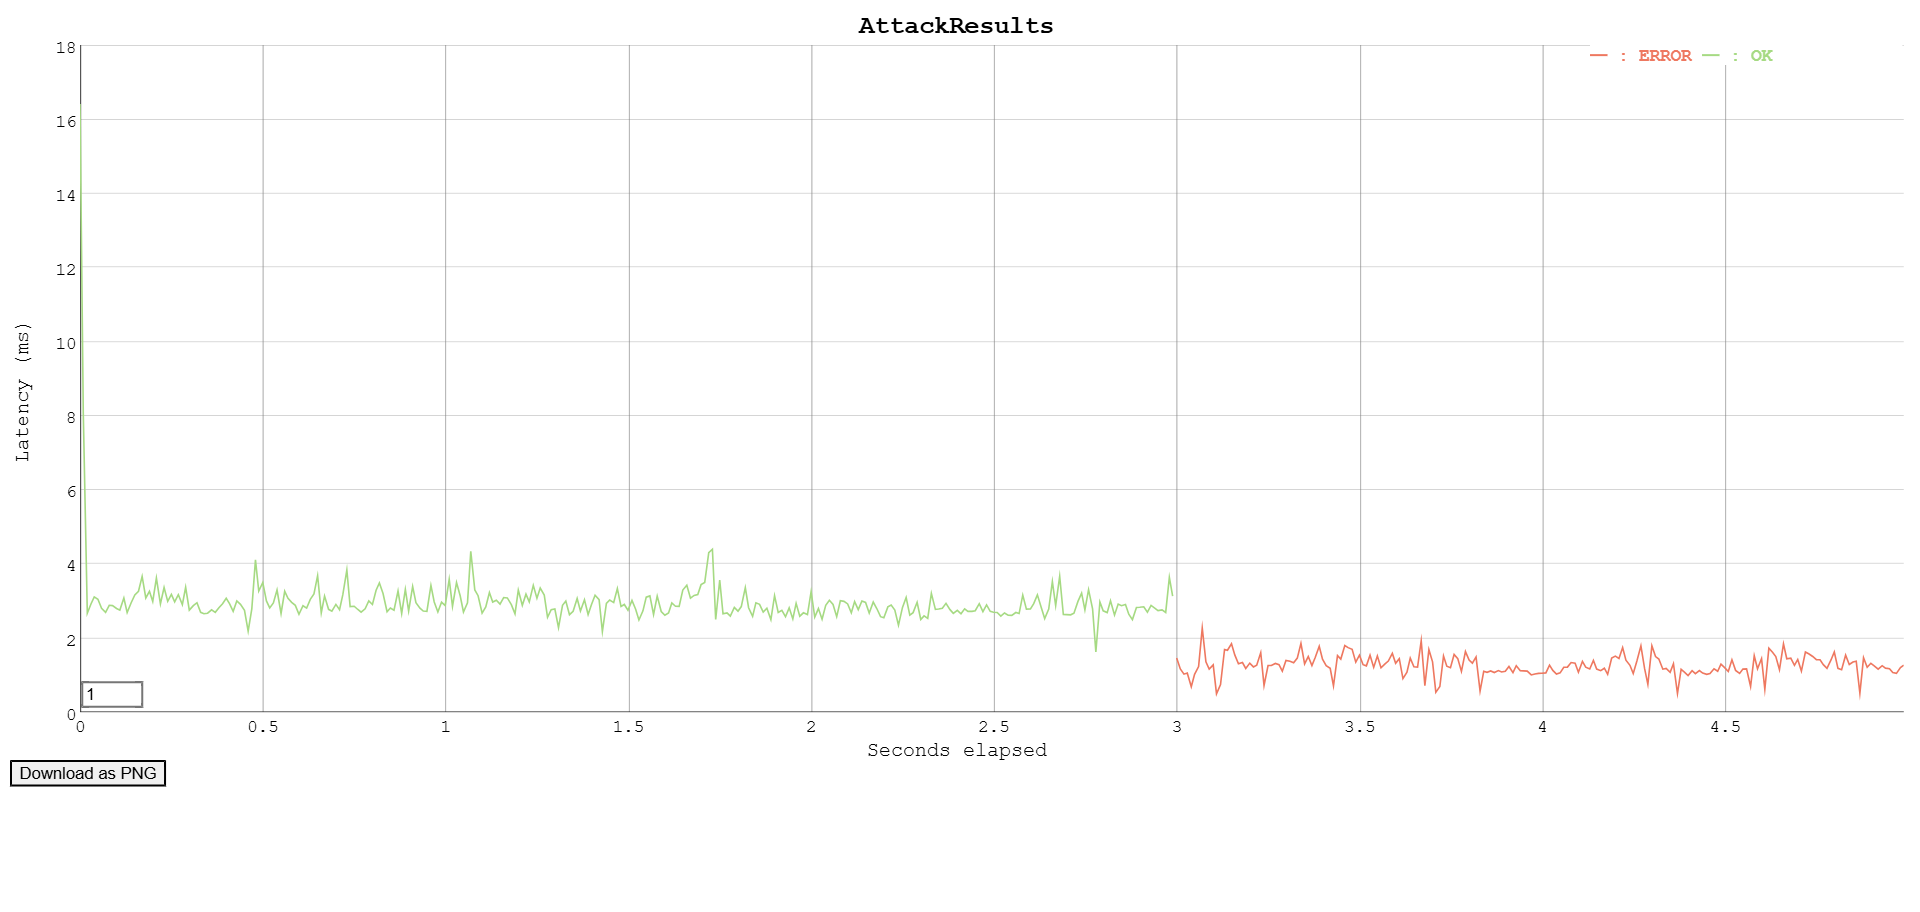 AttackResults
: ERROR : OK
Latency (ms)
18
16
14
12
10
8
6
4
2
0
1
0 0.5 1 1.5 2 2.5 3 3.5 4 4.5
Seconds elapsed
Download as PNG